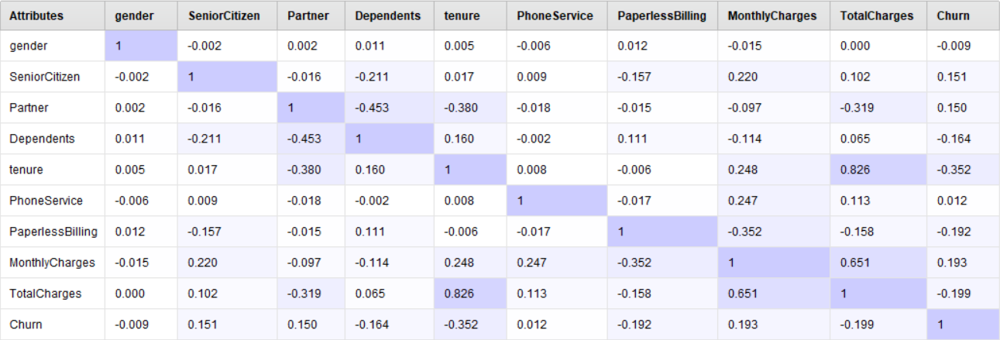 Attributes gender SeniorCitizen Partner Dependents tenure PhoneService PaperlessBilling MonthlyCharges TotalCharges Churn
gender 1 -0.002 0.002 0.011 0.005 -0.006 0.012 -0.015 0.000 -0.009
SeniorCitizen -0.002 1 -0.016 -0.211 0.017 0.009 -0.157 0.220 0.102 0.151
Partner 0.002 -0.016 1 -0.453 -0.380 -0.018 -0.015 -0.097 -0.319 0.150
Dependents 0.011 -0.211 -0.453 1 0.160 -0.002 0.111 -0.114 0.065 -0.164
tenure 0.005 0.017 -0.380 0.160 1 0.008 -0.006 0.248 0.826 -0.352
PhoneService -0.006 0.009 -0.018 -0.002 0.008 1 -0.017 0.247 0.113 0.012
PaperlessBilling 0.012 -0.157 -0.015 0.111 -0.006 -0.017 1 -0.352 -0.158 -0.192
MonthlyCharges -0.015 0.220 -0.097 -0.114 0.248 0.247 -0.352 1 0.651 0.193
TotalCharges 0.000 0.102 -0.319 0.065 0.826 0.113 -0.158 0.651 1 -0.199
Churn -0.009 0.151 0.150 -0.164 -0.352 0.012 -0.192 0.193 -0.199 1